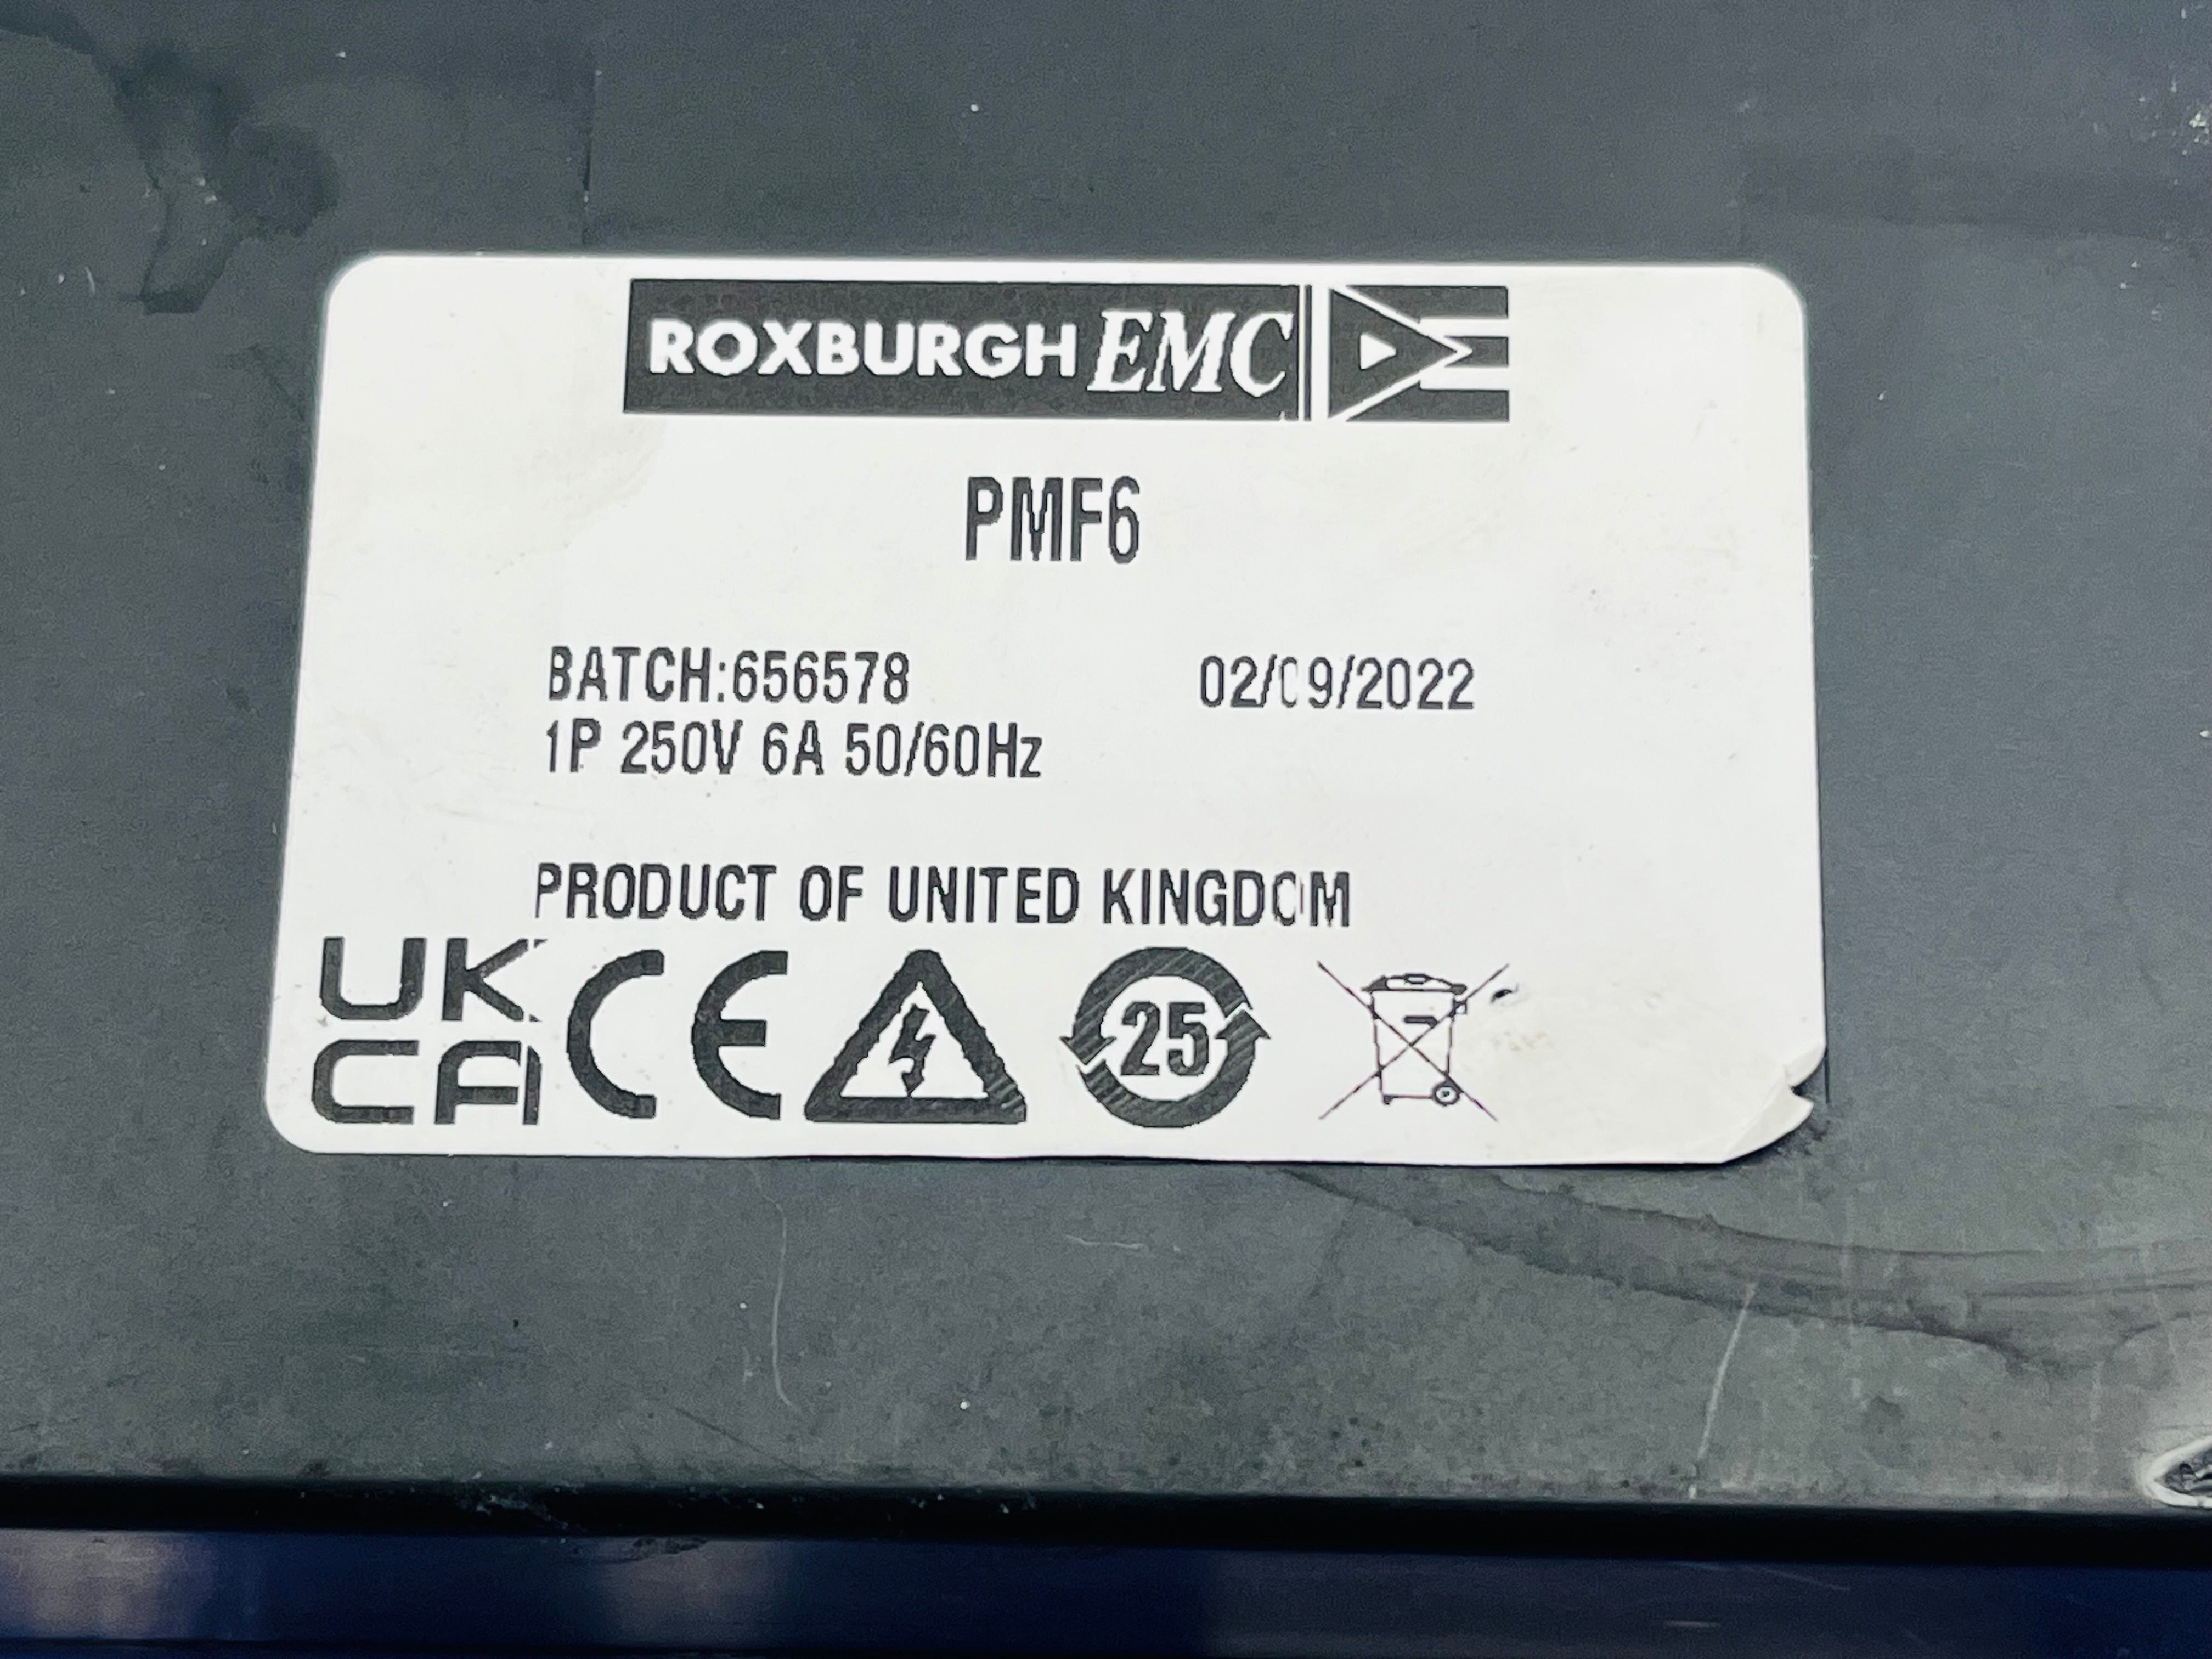 ROXBURGH EMC
PMF6
BATCH:656578 02/09/2022
1P 250V 6A 50/60Hz
PRODUCT OF UNITED KINGDOM
UK
CA CE 25